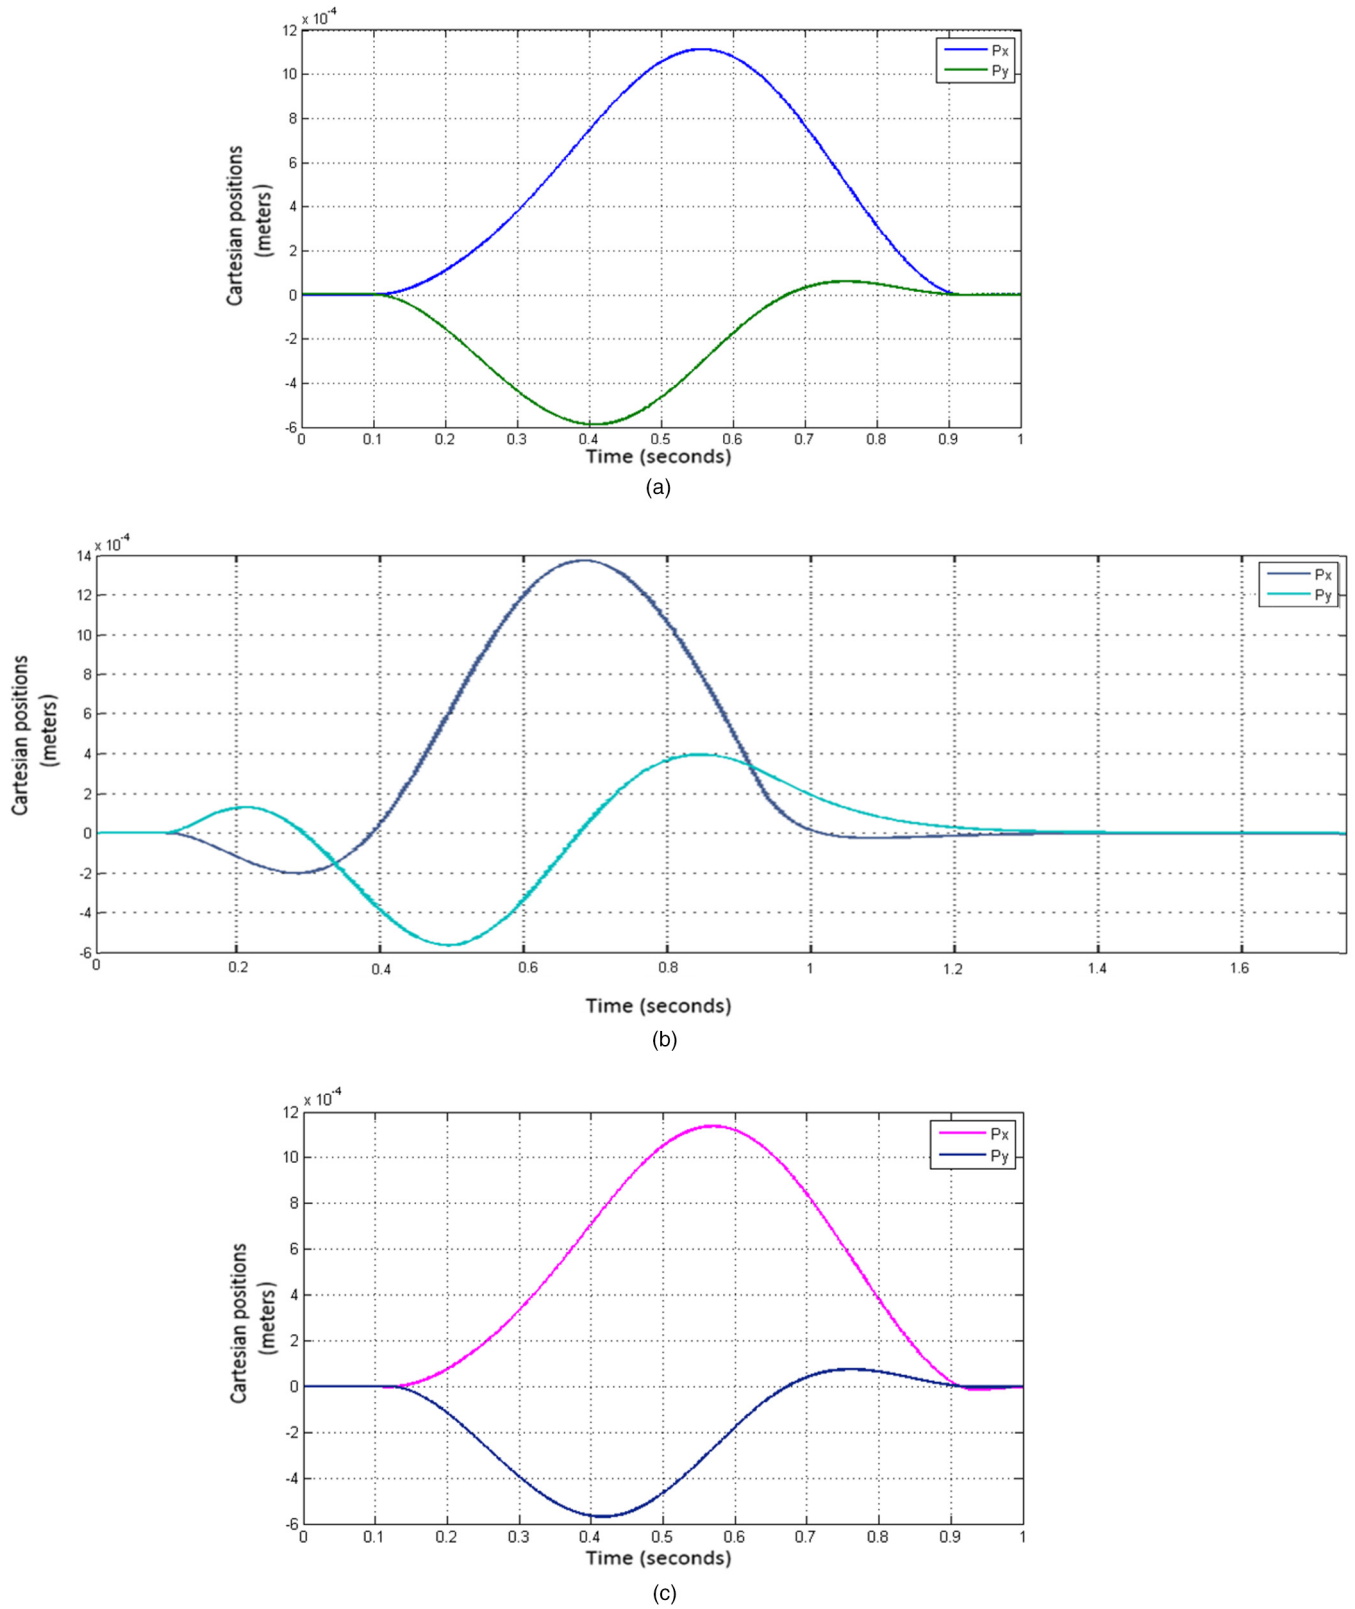 x 10-4
12
10
8
6
4
2
0
-2
-4
-6
Cartesian positions
(meters)
Px
Py
0 0.1 0.2 0.3 0.4 0.5 0.6 0.7 0.8 0.9 1
Time (seconds)
(a)
x 10-4
14
12
10
8
6
4
2
0
-2
-4
-6
Cartesian positions
(meters)
Px
Py
0 0.2 0.4 0.6 0.8 1 1.2 1.4 1.6
Time (seconds)
(b)
x 10-4
12
10
8
6
4
2
0
-2
-4
-6
Cartesian positions
(meters)
Px
Py
0 0.1 0.2 0.3 0.4 0.5 0.6 0.7 0.8 0.9 1
Time (seconds)
(c)